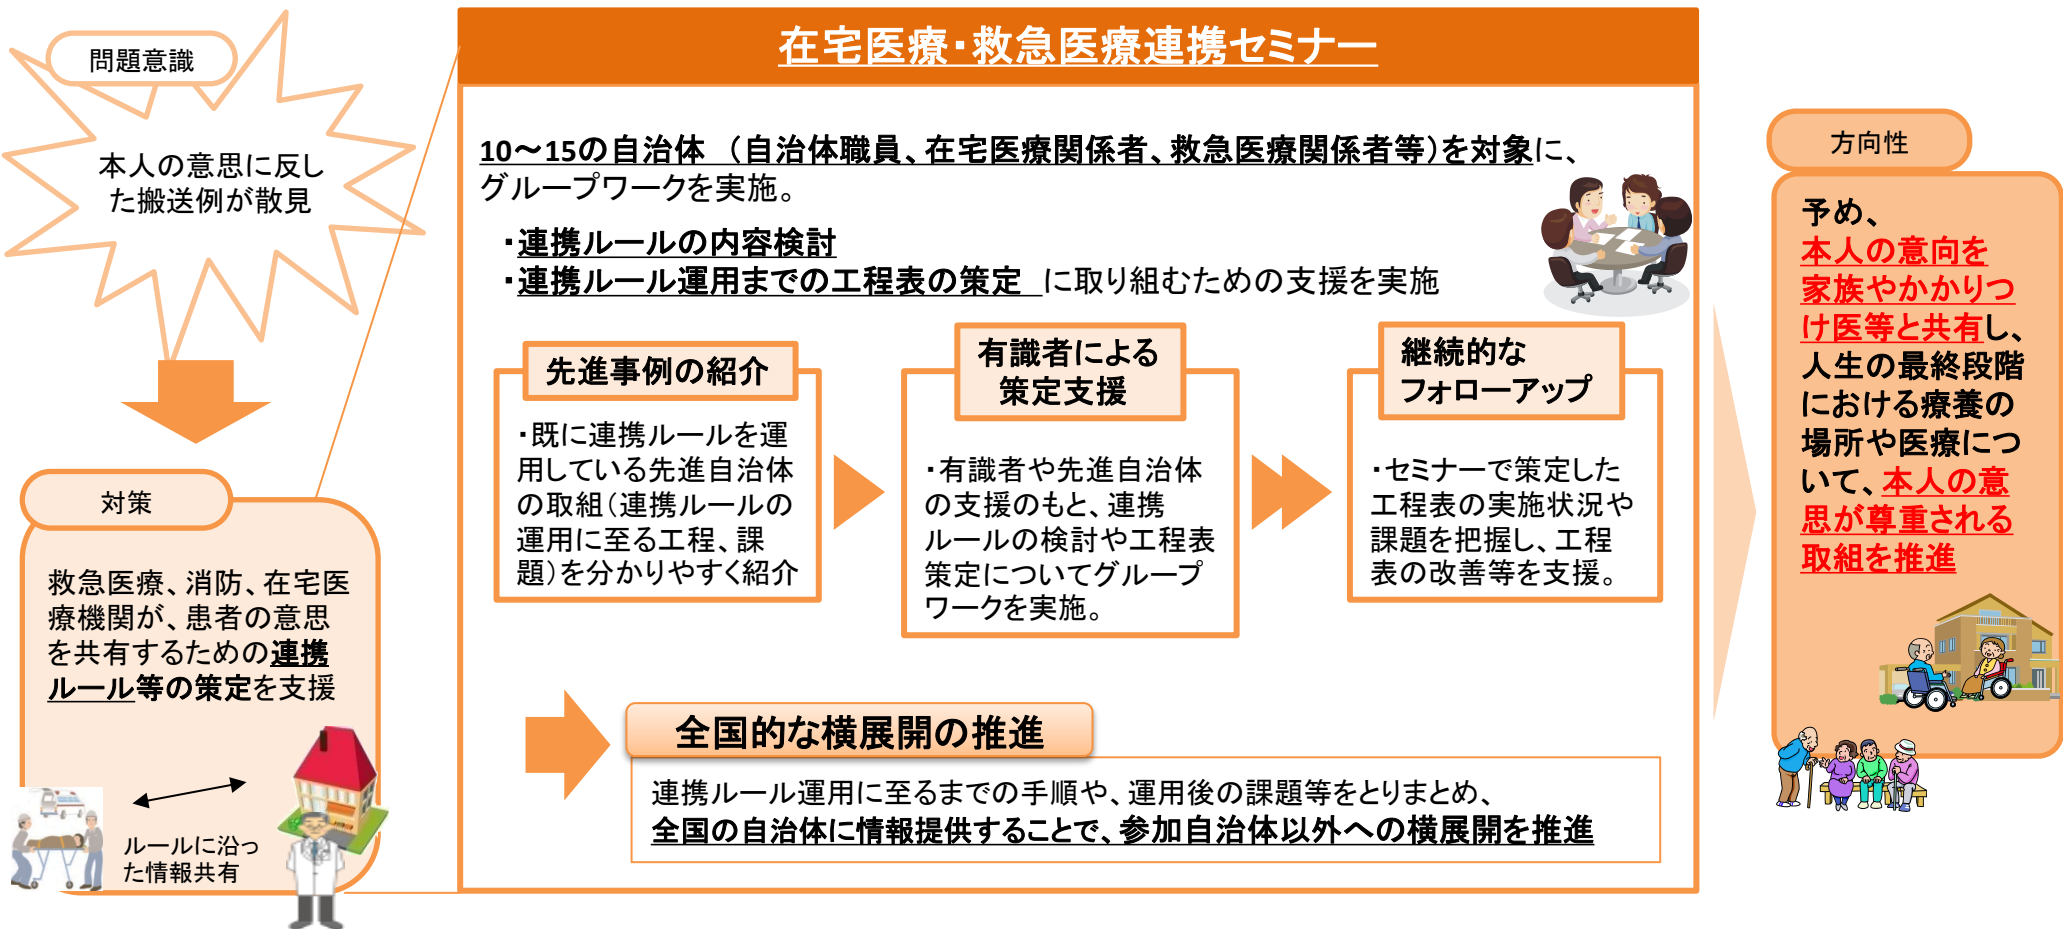 問題意識
本人の意思に反し
た搬送例が散見
対策
救急医療、消防、在宅医
療機関が、患者の意思
を共有するための連携
ルール等の策定を支援
ルールに沿っ
た情報共有
在宅医療・救急医療連携セミナー
10～15の自治体 （自治体職員、在宅医療関係者、救急医療関係者等）を対象に、
グループワークを実施。
・連携ルールの内容検討
・連携ルール運用までの工程表の策定 に取り組むための支援を実施
先進事例の紹介
・既に連携ルールを運
用している先進自治体
の取組（連携ルールの
運用に至る工程、課
題）を分かりやすく紹介
有識者による
策定支援
・有識者や先進自治体
の支援のもと、連携
ルールの検討や工程表
策定についてグループ
ワークを実施。
継続的な
フォローアップ
・セミナーで策定した
工程表の実施状況や
課題を把握し、工程
表の改善等を支援。
全国的な横展開の推進
連携ルール運用に至るまでの手順や、運用後の課題等をとりまとめ、
全国の自治体に情報提供することで、参加自治体以外への横展開を推進
方向性
予め、
本人の意向を
家族やかかりつ
け医等と共有し、
人生の最終段階
における療養の
場所や医療につ
いて、本人の意
思が尊重される
取組を推進